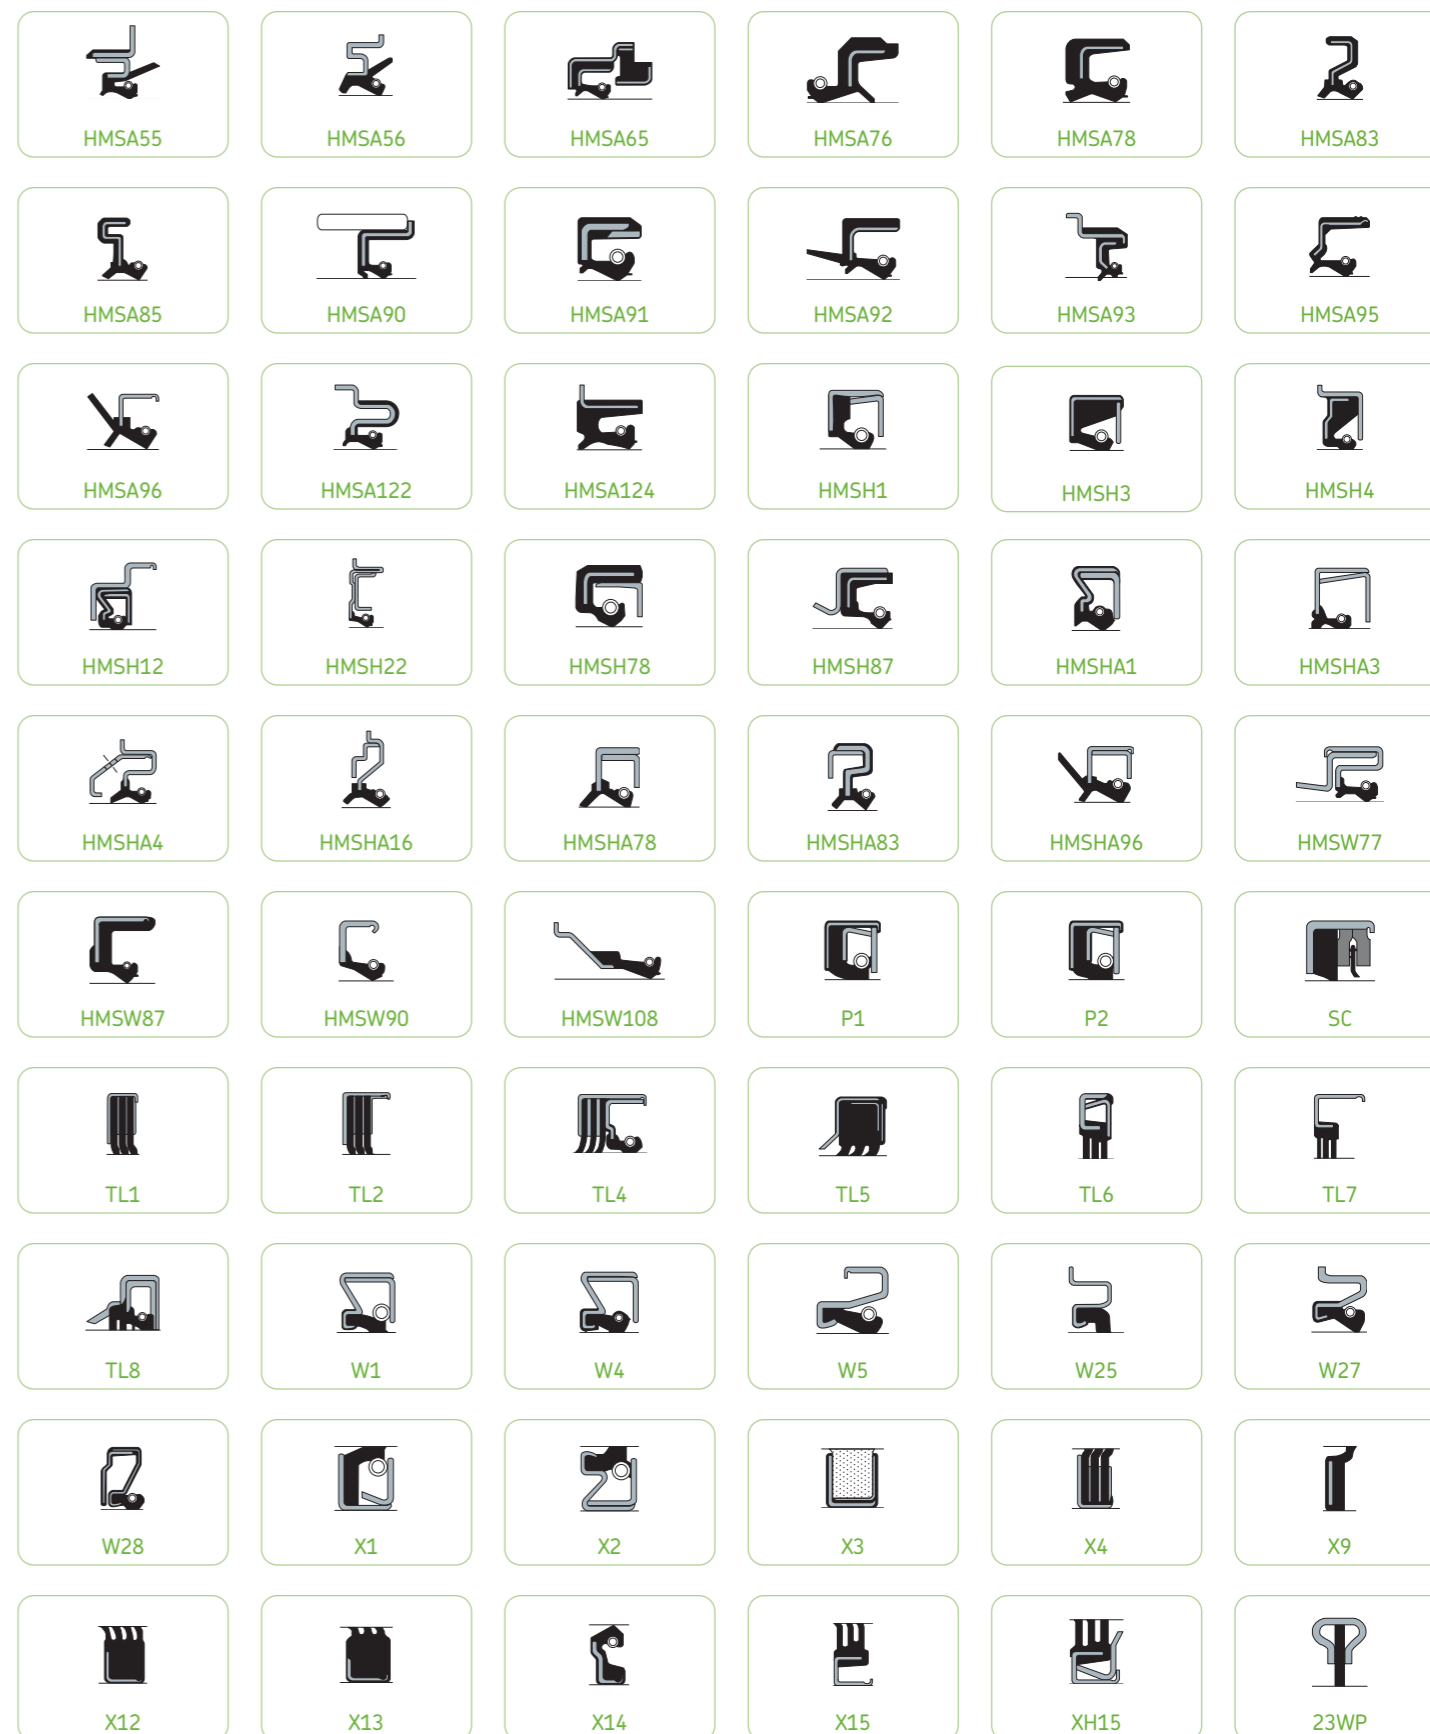 HMSA55 HMSA56 HMSA65 HMSA76 HMSA78 HMSA83
HMSA85 HMSA90 HMSA91 HMSA92 HMSA93 HMSA95
HMSA96 HMSA122 HMSA124 HMSH1 HMSH3 HMSH4
HMSH12 HMSH22 HMSH78 HMSH87 HMSHA1 HMSHA3
HMSHA4 HMSHA16 HMSHA78 HMSHA83 HMSHA96 HMSW77
HMSW87 HMSW90 HMSW108 P1 P2 SC
TL1 TL2 TL4 TL5 TL6 TL7
TL8 W1 W4 W5 W25 W27
W28 X1 X2 X3 X4 X9
X12 X13 X14 X15 XH15 23WP